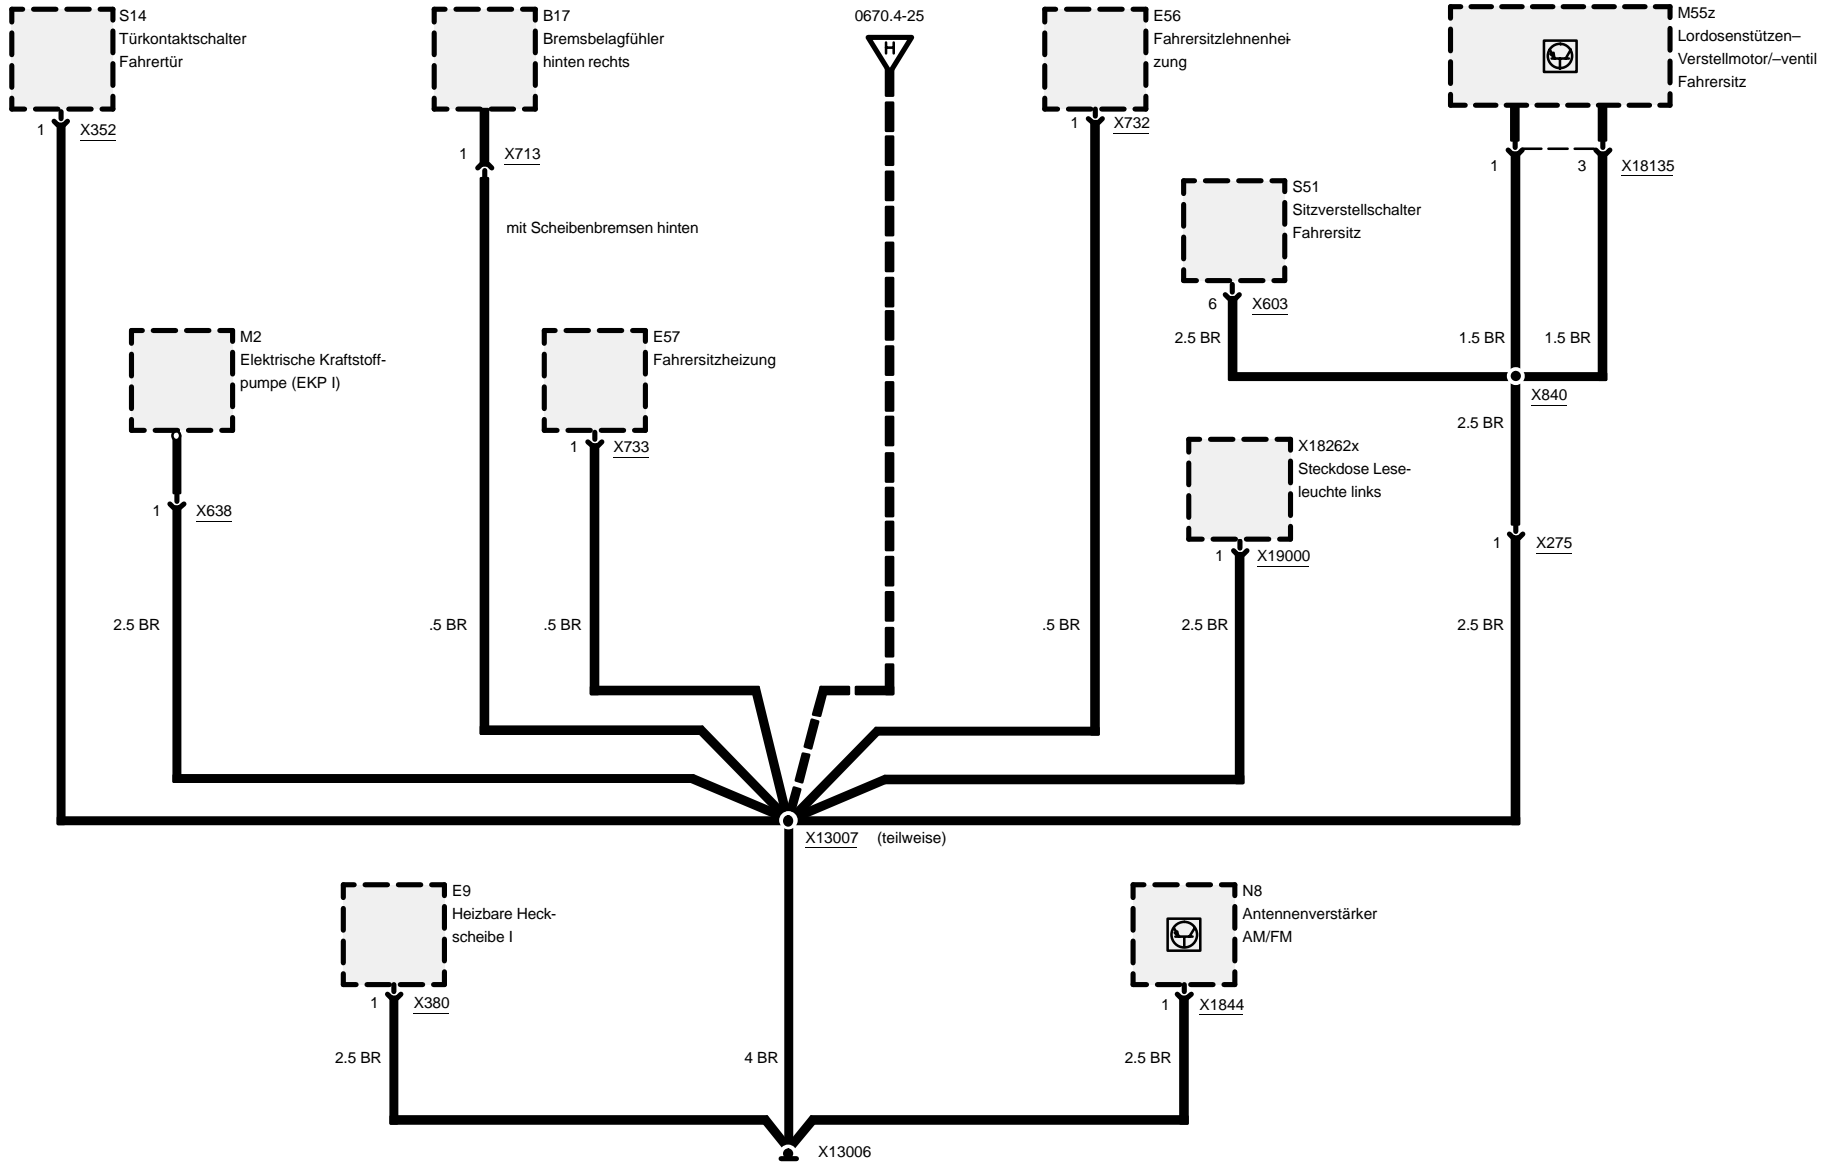 S14
Türkontaktschalter
Fahrertür
1 X352
B17
Bremsbelagfühler
hinten rechts
1 X713
mit Scheibenbremsen hinten
0670.4-25
H
E56
Fahrersitzlehnenhei-
zung
1 X732
M55z
Lordosenstützen–
Verstellmotor/–ventil
Fahrersitz
1 3 X18135
S51
Sitzverstellschalter
Fahrersitz
6 X603
2.5 BR 1.5 BR 1.5 BR
X840
2.5 BR
M2
Elektrische Kraftstoff-
pumpe (EKP I)
1 X638
E57
Fahrersitzheizung
1 X733
X18262x
Steckdose Lese-
leuchte links
1 X19000
1 X275
2.5 BR .5 BR .5 BR .5 BR 2.5 BR 2.5 BR
X13007 (teilweise)
E9
Heizbare Heck-
scheibe I
1 X380
N8
Antennenverstärker
AM/FM
1 X1844
2.5 BR 4 BR 2.5 BR
X13006